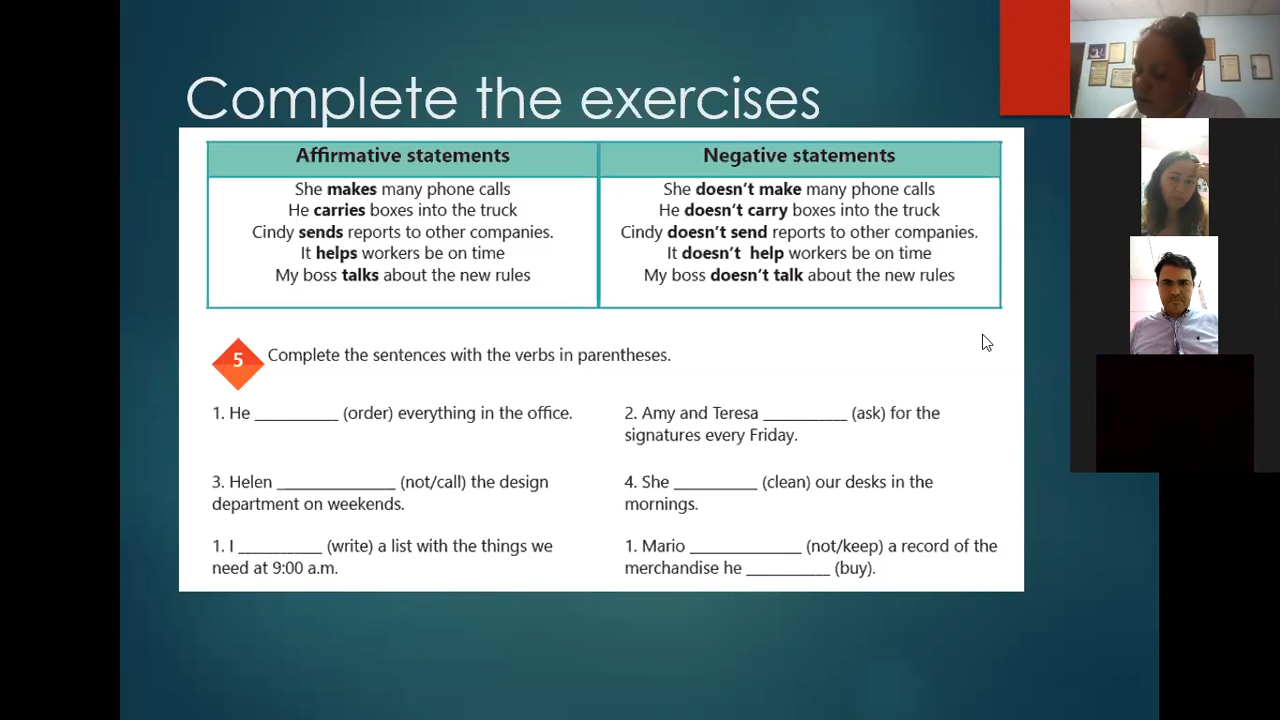 Complete the exercises
Affirmative statements
She makes many phone calls
He carries boxes into the truck
Cindy sends reports to other companies.
It helps workers be on time
My boss talks about the new rules
Negative statements
She doesn't make many phone calls
He doesn't carry boxes into the truck
Cindy doesn't send reports to other companies.
It doesn't help workers be on time
My boss doesn't talk about the new rules
5 Complete the sentences with the verbs in parentheses.
1. He __________ (order) everything in the office.
2. Amy and Teresa __________ (ask) for the
signatures every Friday.
3. Helen ______________ (not/call) the design
department on weekends.
4. She __________ (clean) our desks in the
mornings.
1. I __________ (write) a list with the things we
need at 9:00 a.m.
1. Mario _____________ (not/keep) a record of the
merchandise he __________ (buy).